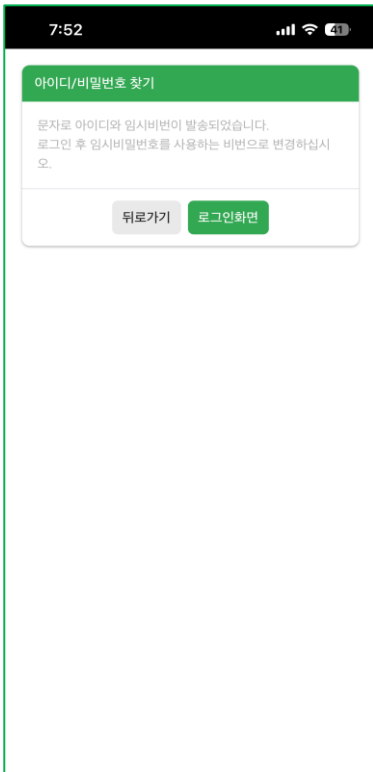 7:52
41
아이디/비밀번호 찾기
문자로 아이디와 임시비번이 발송되었습니다.
로그인 후 임시비밀번호를 사용하는 비번으로 변경하십시
오.
뒤로가기
로그인화면